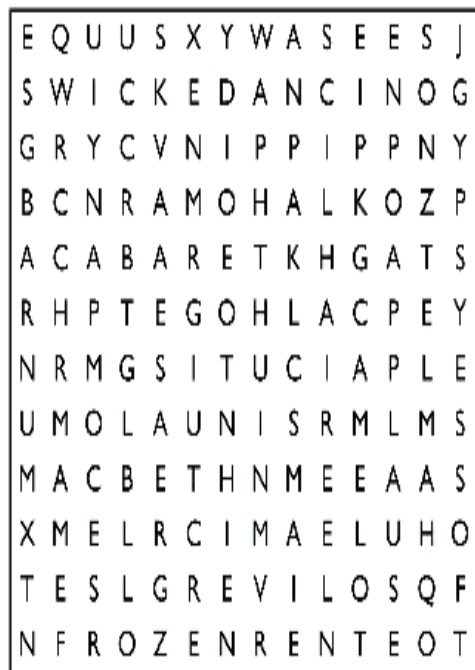 E Q U U S X Y W A S E E S J
S W I C K E D A N C I N O G
G R Y C V N I P P I P P N Y
B C N R A M O H A L K O Z P
A C A B A R E T K H G A T S
R H P T E G O H L A C P E Y
N R M G S I T U C I A P L E
U M O L A U N I S R M L M S
M A C B E T H N M E E A A S
X M E L R C I M A E L U H O
T E S L G R E V I L O S Q F
N F R O Z E N R E N T E O T